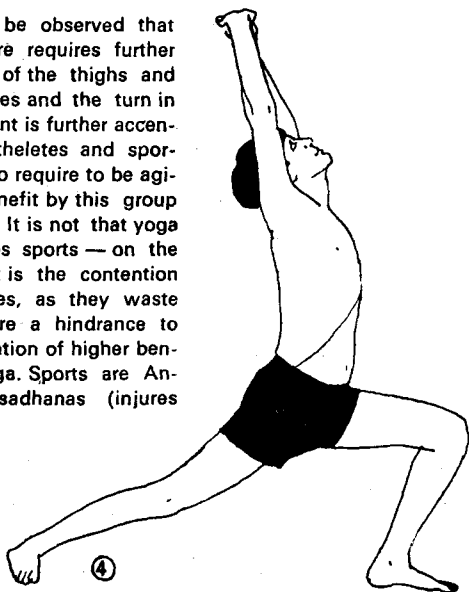 be observed that
re requires further
of the thighs and
es and the turn in
nt is further accen-
theletes and spor-
o require to be agi-
nefit by this group
It is not that yoga
es sports — on the
t is the contention
es, as they waste
re a hindrance to
tion of higher ben-
ga. Sports are An-
sadhanas (injures
4